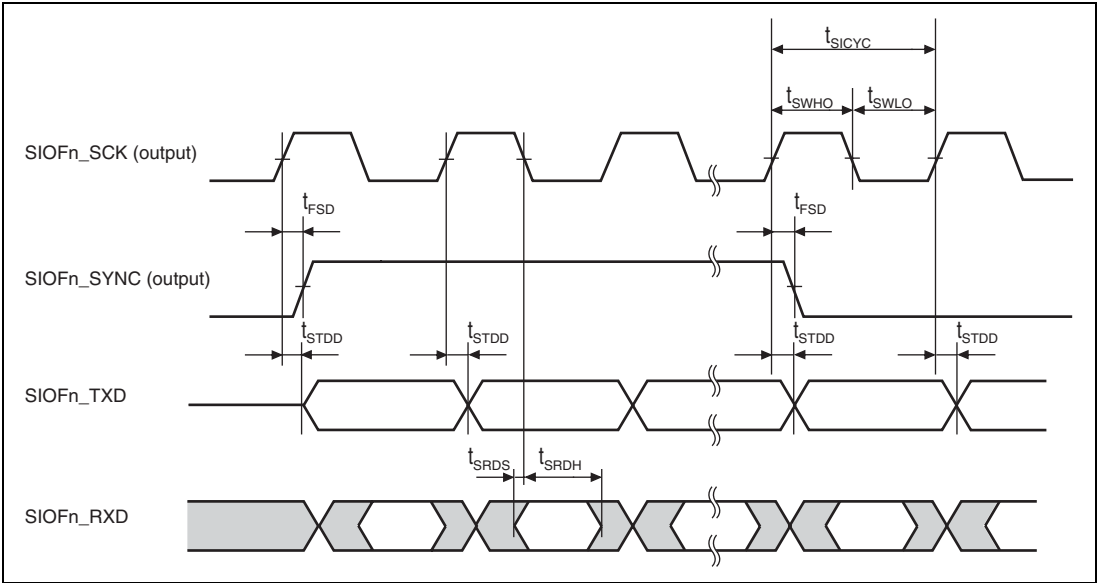 tSICYC
tSWHO tSWLO
SIOFn_SCK (output)
tFSD tFSD
SIOFn_SYNC (output)
tSTDD tSTDD tSTDD tSTDD
SIOFn_TXD
tSRDS tSRDH
SIOFn_RXD